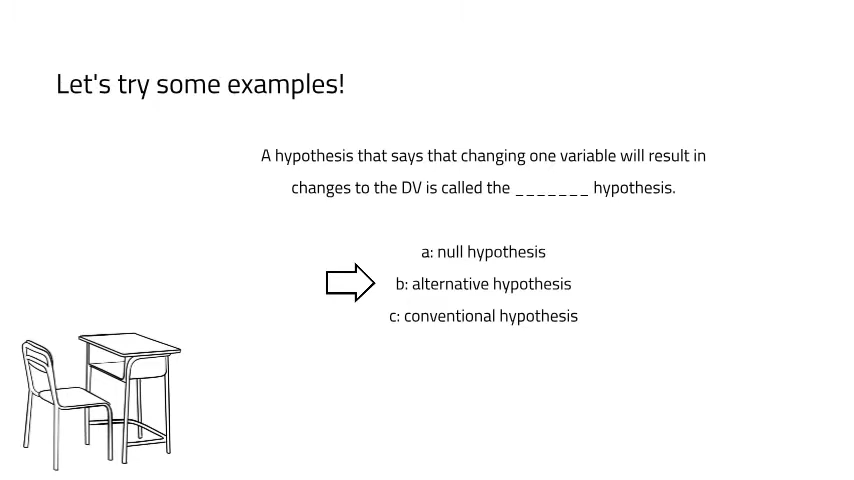 Let's try some examples!
A hypothesis that says that changing one variable will result in
changes to the DV is called the _______ hypothesis.
a: null hypothesis
b: alternative hypothesis
c: conventional hypothesis